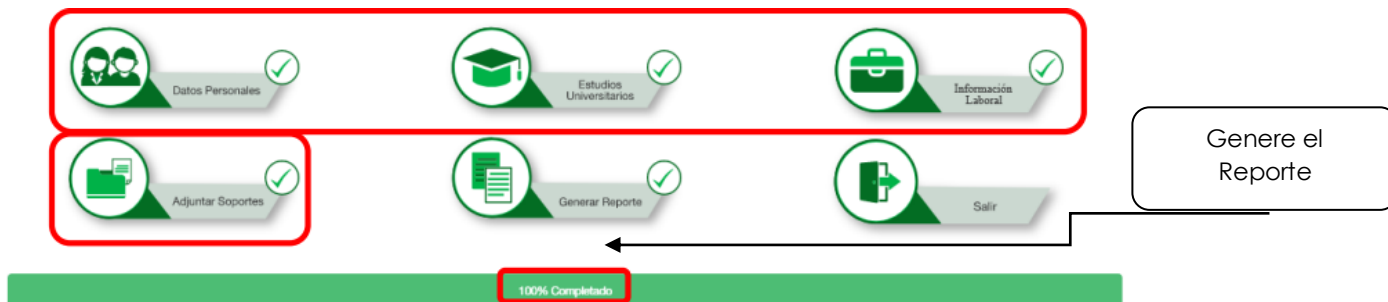 Datos Personales
Estudios
Universitarios
Información
Laboral
Genere el
Reporte
Adjuntar Soportes
Generar Reporte
Salir
100% Completado